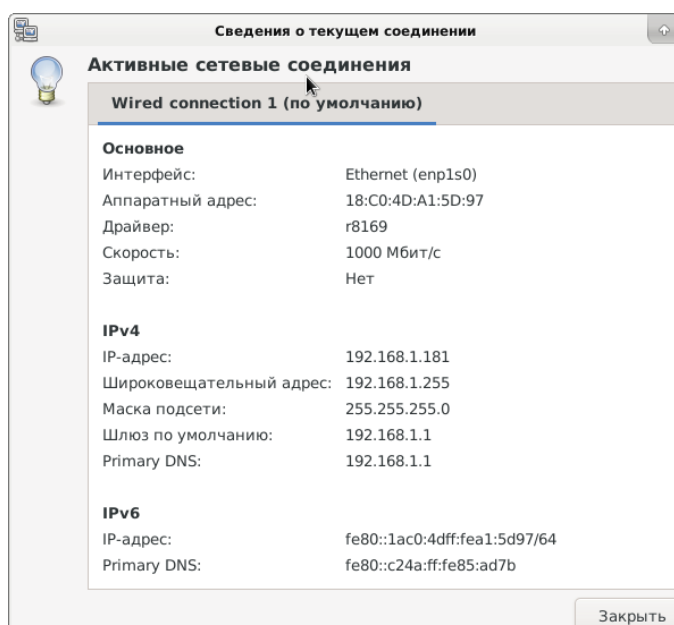 Сведения о текущем соединении
Активные сетевые соединения
Wired connection 1 (по умолчанию)
Основное
Интерфейс: Ethernet (enp1s0)
Аппаратный адрес: 18:C0:4D:A1:5D:97
Драйвер: r8169
Скорость: 1000 Мбит/с
Защита: Нет
IPv4
IP-адрес: 192.168.1.181
Широковещательный адрес: 192.168.1.255
Маска подсети: 255.255.255.0
Шлюз по умолчанию: 192.168.1.1
Primary DNS: 192.168.1.1
IPv6
IP-адрес: fe80::1ac0:4dff:fea1:5d97/64
Primary DNS: fe80::c24a:ff:fe85:ad7b
Закрыть